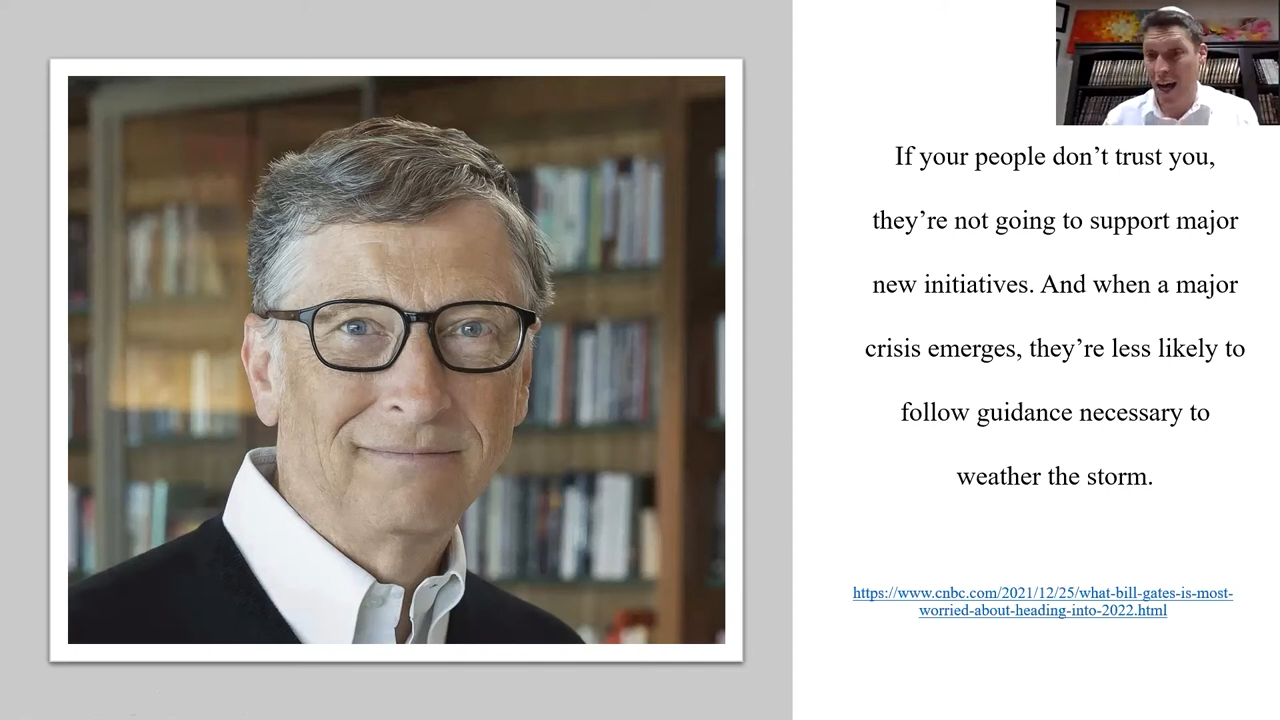 If your people don’t trust you,
they’re not going to support major
new initiatives. And when a major
crisis emerges, they’re less likely to
follow guidance necessary to
weather the storm.
https://www.cnbc.com/2021/12/25/what-bill-gates-is-most-
worried-about-heading-into-2022.html